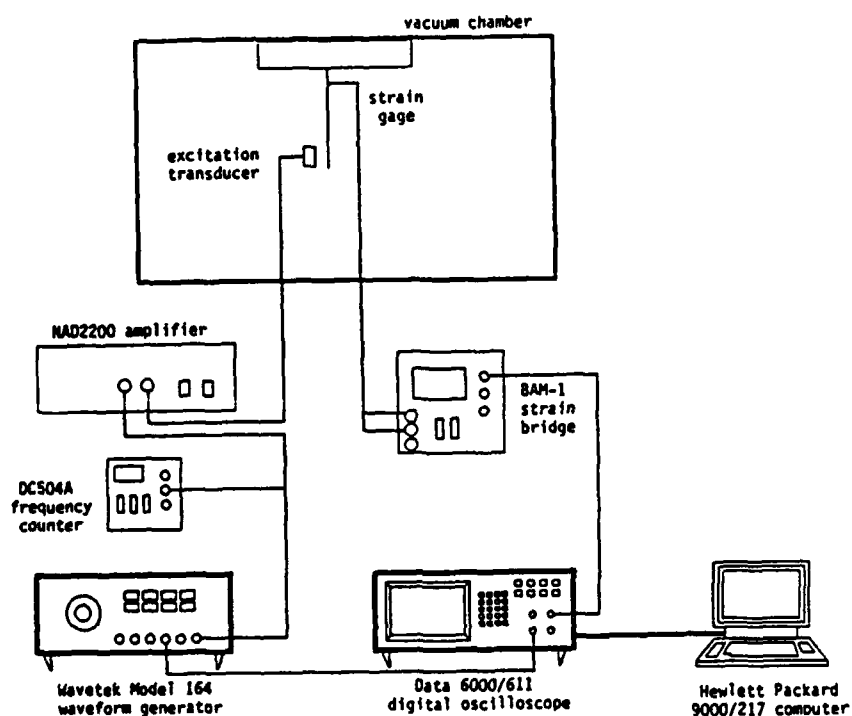 vacuum chamber
strain
gage
excitation
transducer
NAD2200 amplifier
BAM-1
strain
bridge
DC504A
frequency
counter
Wavetek Model 164
waveform generator
Data 6000/611
digital oscilloscope
Hewlett Packard
9000/217 computer